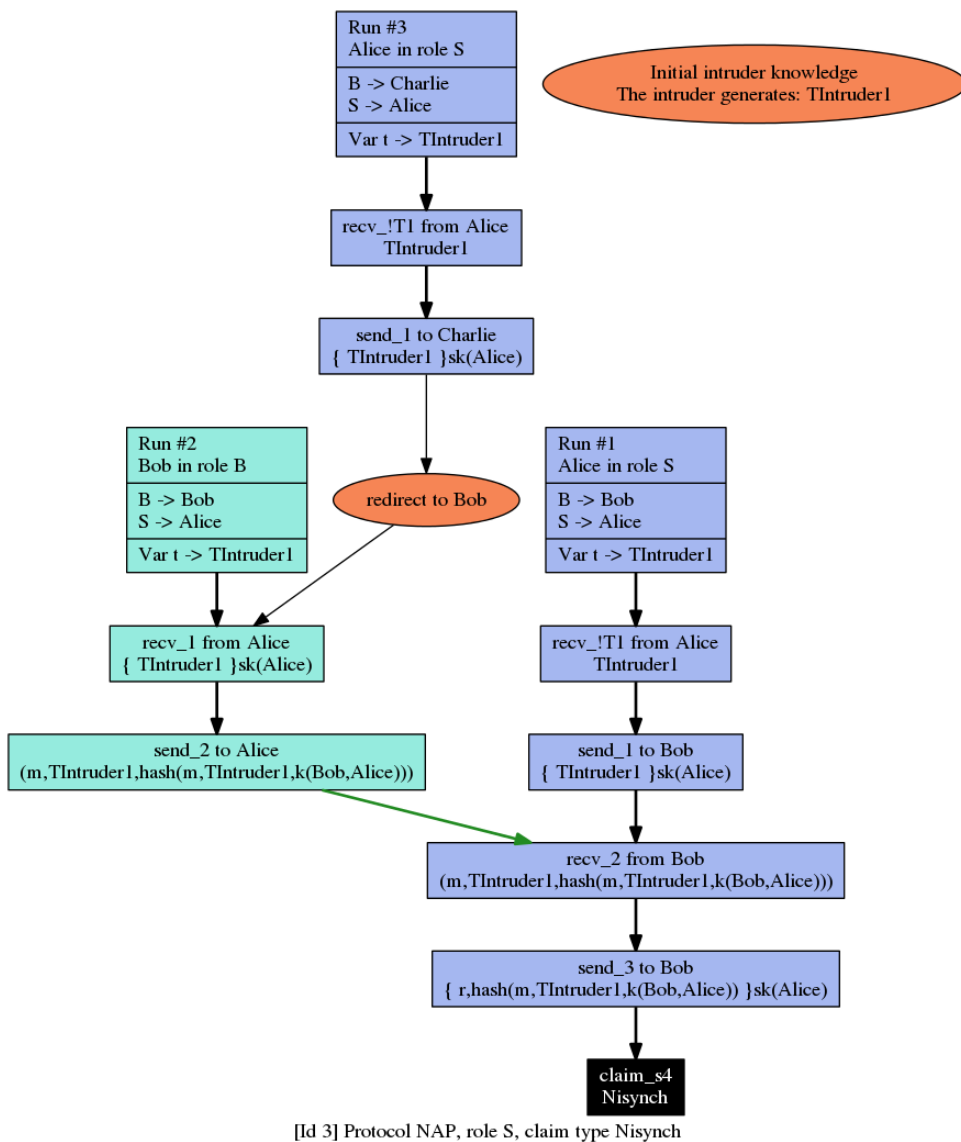 Run #3
Alice in role S
B -> Charlie
S -> Alice
Var t -> TIntruder1
Initial intruder knowledge
The intruder generates: TIntruder1
recv_!T1 from Alice
TIntruder1
send_1 to Charlie
{ TIntruder1 }sk(Alice)
Run #2
Bob in role B
B -> Bob
S -> Alice
Var t -> TIntruder1
redirect to Bob
Run #1
Alice in role S
B -> Bob
S -> Alice
Var t -> TIntruder1
recv_1 from Alice
{ TIntruder1 }sk(Alice)
recv_!T1 from Alice
TIntruder1
send_2 to Alice
(m,TIntruder1,hash(m,TIntruder1,k(Bob,Alice)))
send_1 to Bob
{ TIntruder1 }sk(Alice)
recv_2 from Bob
(m,TIntruder1,hash(m,TIntruder1,k(Bob,Alice)))
send_3 to Bob
{ r,hash(m,TIntruder1,k(Bob,Alice)) }sk(Alice)
claim_s4
Nisynch
[Id 3] Protocol NAP, role S, claim type Nisynch